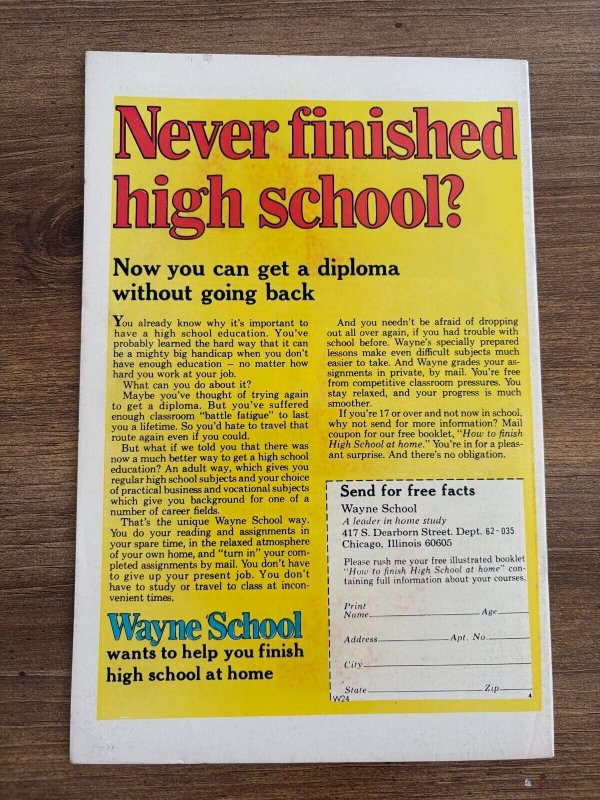 Never finished
high school?
Now you can get a diploma
without going back
You already know why it's important to
have a high school education. You've
probably learned the hard way that it can
be a mighty big handicap when you don't
have enough education – no matter how
hard you work at your job.
What can you do about it?
Maybe you've thought of trying again
to get a diploma. But you've suffered
enough classroom "battle fatigue" to last
you a lifetime. So you'd hate to travel that
route again even if you could.
But what if we told you that there was
now a much better way to get a high school
education? An adult way, which gives you
regular high school subjects and your choice
of practical business and vocational subjects
which give you background for one of a
number of career fields.
That's the unique Wayne School way.
You do your reading and assignments in
your spare time, in the relaxed atmosphere
of your own home, and "turn in" your com-
pleted assignments by mail. You don't have
to give up your present job. You don't
have to study or travel to class at incon-
venient times.
Wayne School
wants to help you finish
high school at home
And you needn't be afraid of dropping
out all over again, if you had trouble with
school before. Wayne's specially prepared
lessons make even difficult subjects much
easier to take. And Wayne grades your as-
signments in private, by mail. You're free
from competitive classroom pressures. You
stay relaxed, and your progress is much
smoother.
If you're 17 or over and not now in school,
why not send for more information? Mail
coupon for our free booklet, "How to finish
High School at home." You're in for a pleas-
ant surprise. And there's no obligation.
Send for free facts
Wayne School
A leader in home study
417 S. Dearborn Street. Dept. 62-035
Chicago, Illinois 60605
Please rush me your free illustrated booklet
"How to finish High School at home" con-
taining full information about your courses.
Print
Name Age
Address Apt. No.
City
State Zip
W24 4